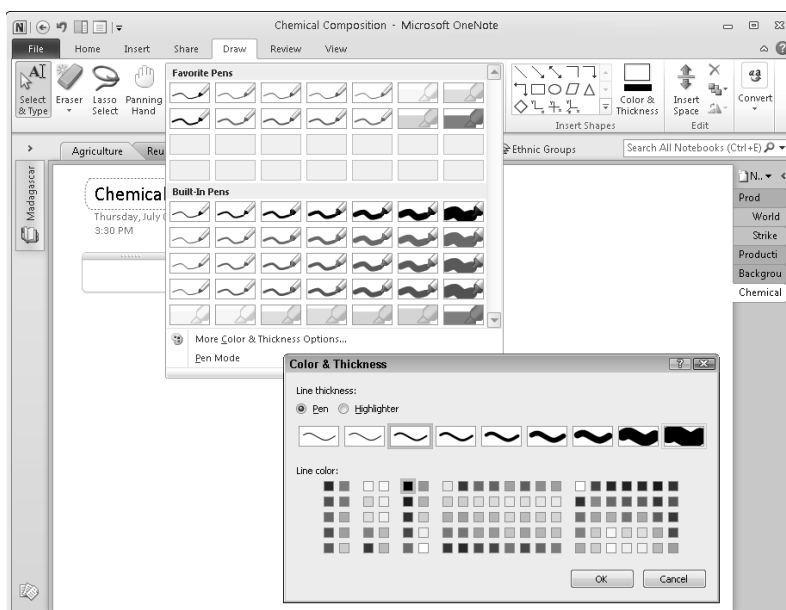 Chemical Composition - Microsoft OneNote
File Home Insert Share Draw Review View
Select & Type
Eraser
Lasso Select
Panning Hand
Favorite Pens
Built-In Pens
More Color & Thickness Options...
Pen Mode
Color & Thickness
Insert Shapes
Insert Space
Edit
Convert
Agriculture
Reu
Ethnic Groups
Search All Notebooks (Ctrl+E)
Madagascar
Chemical
Thursday, July
3:30 PM
N..
Prod
World
Strike
Producti
Backgrou
Chemical
Color & Thickness
Line thickness:
Pen Highlighter
Line color:
OK Cancel